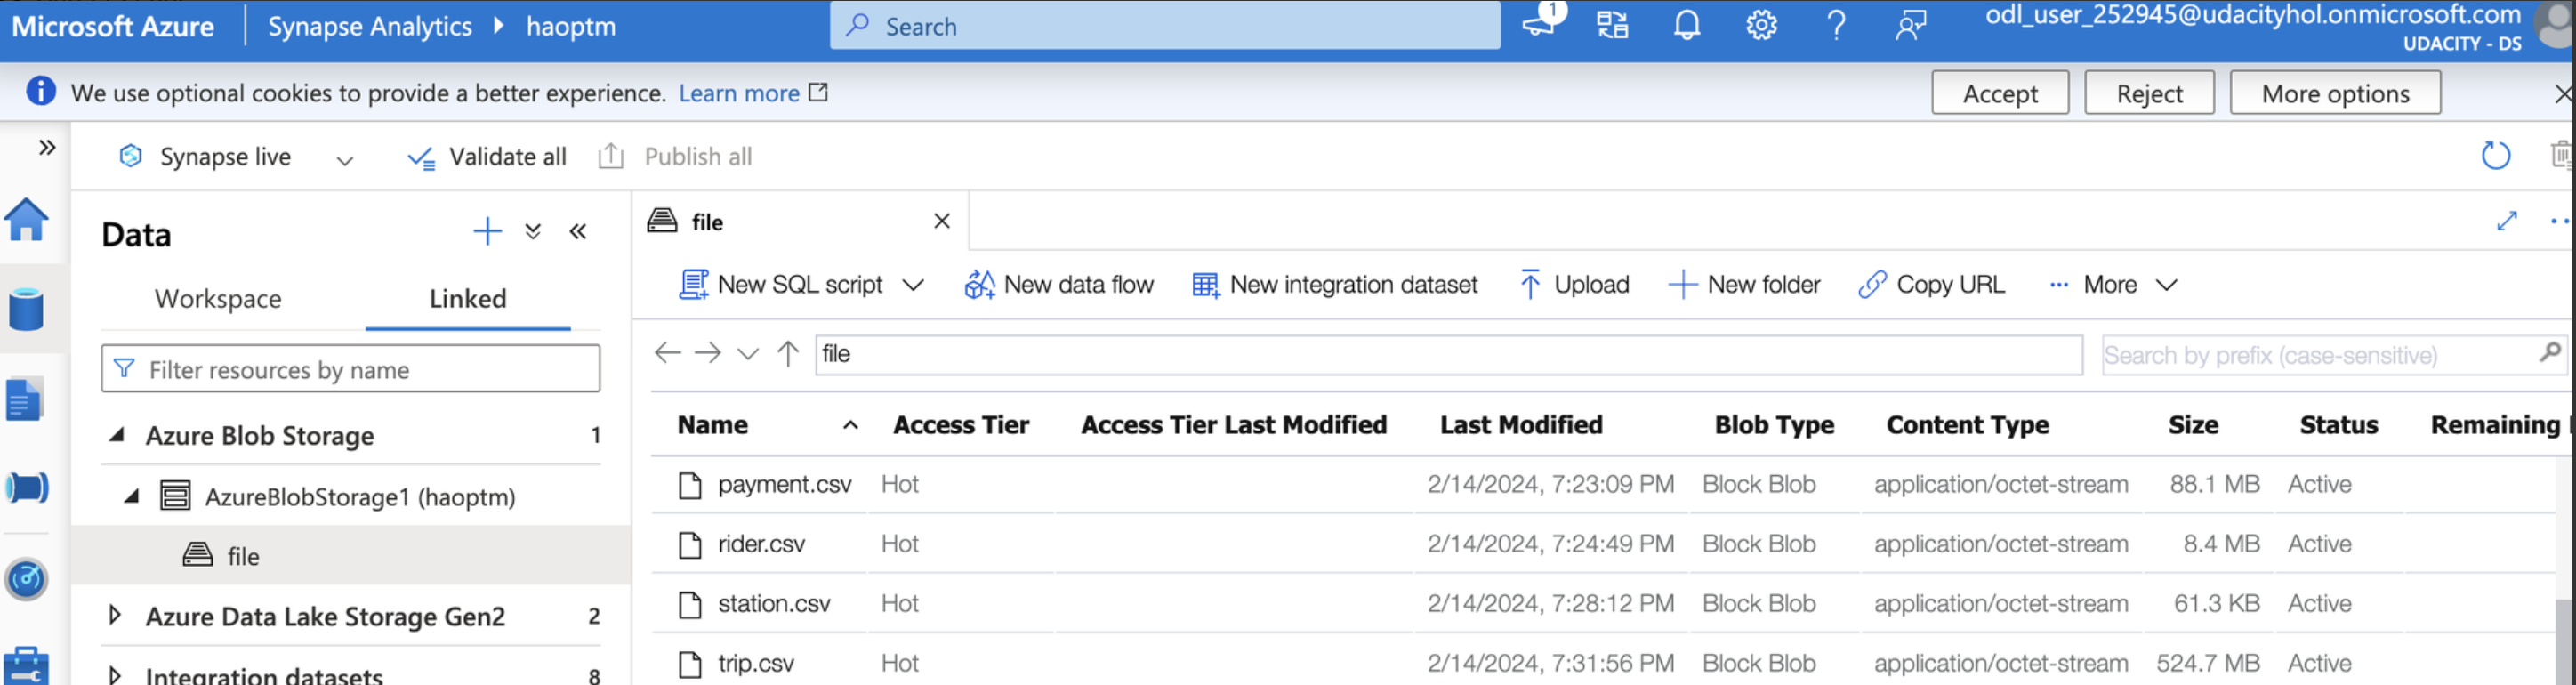 Microsoft Azure Synapse Analytics haoptm Search 1 odl_user_252945@udacityhol.onmicrosoft.com
UDACITY - DS
We use optional cookies to provide a better experience. Learn more Accept Reject More options
Synapse live Validate all Publish all
Data
Workspace Linked
Filter resources by name
Azure Blob Storage 1
AzureBlobStorage1 (haoptm)
file
Azure Data Lake Storage Gen2 2
Integration datasets 8
file
New SQL script New data flow New integration dataset Upload New folder Copy URL More
file Search by prefix (case-sensitive)
Name Access Tier Access Tier Last Modified Last Modified Blob Type Content Type Size Status Remaining
payment.csv Hot 2/14/2024, 7:23:09 PM Block Blob application/octet-stream 88.1 MB Active
rider.csv Hot 2/14/2024, 7:24:49 PM Block Blob application/octet-stream 8.4 MB Active
station.csv Hot 2/14/2024, 7:28:12 PM Block Blob application/octet-stream 61.3 KB Active
trip.csv Hot 2/14/2024, 7:31:56 PM Block Blob application/octet-stream 524.7 MB Active